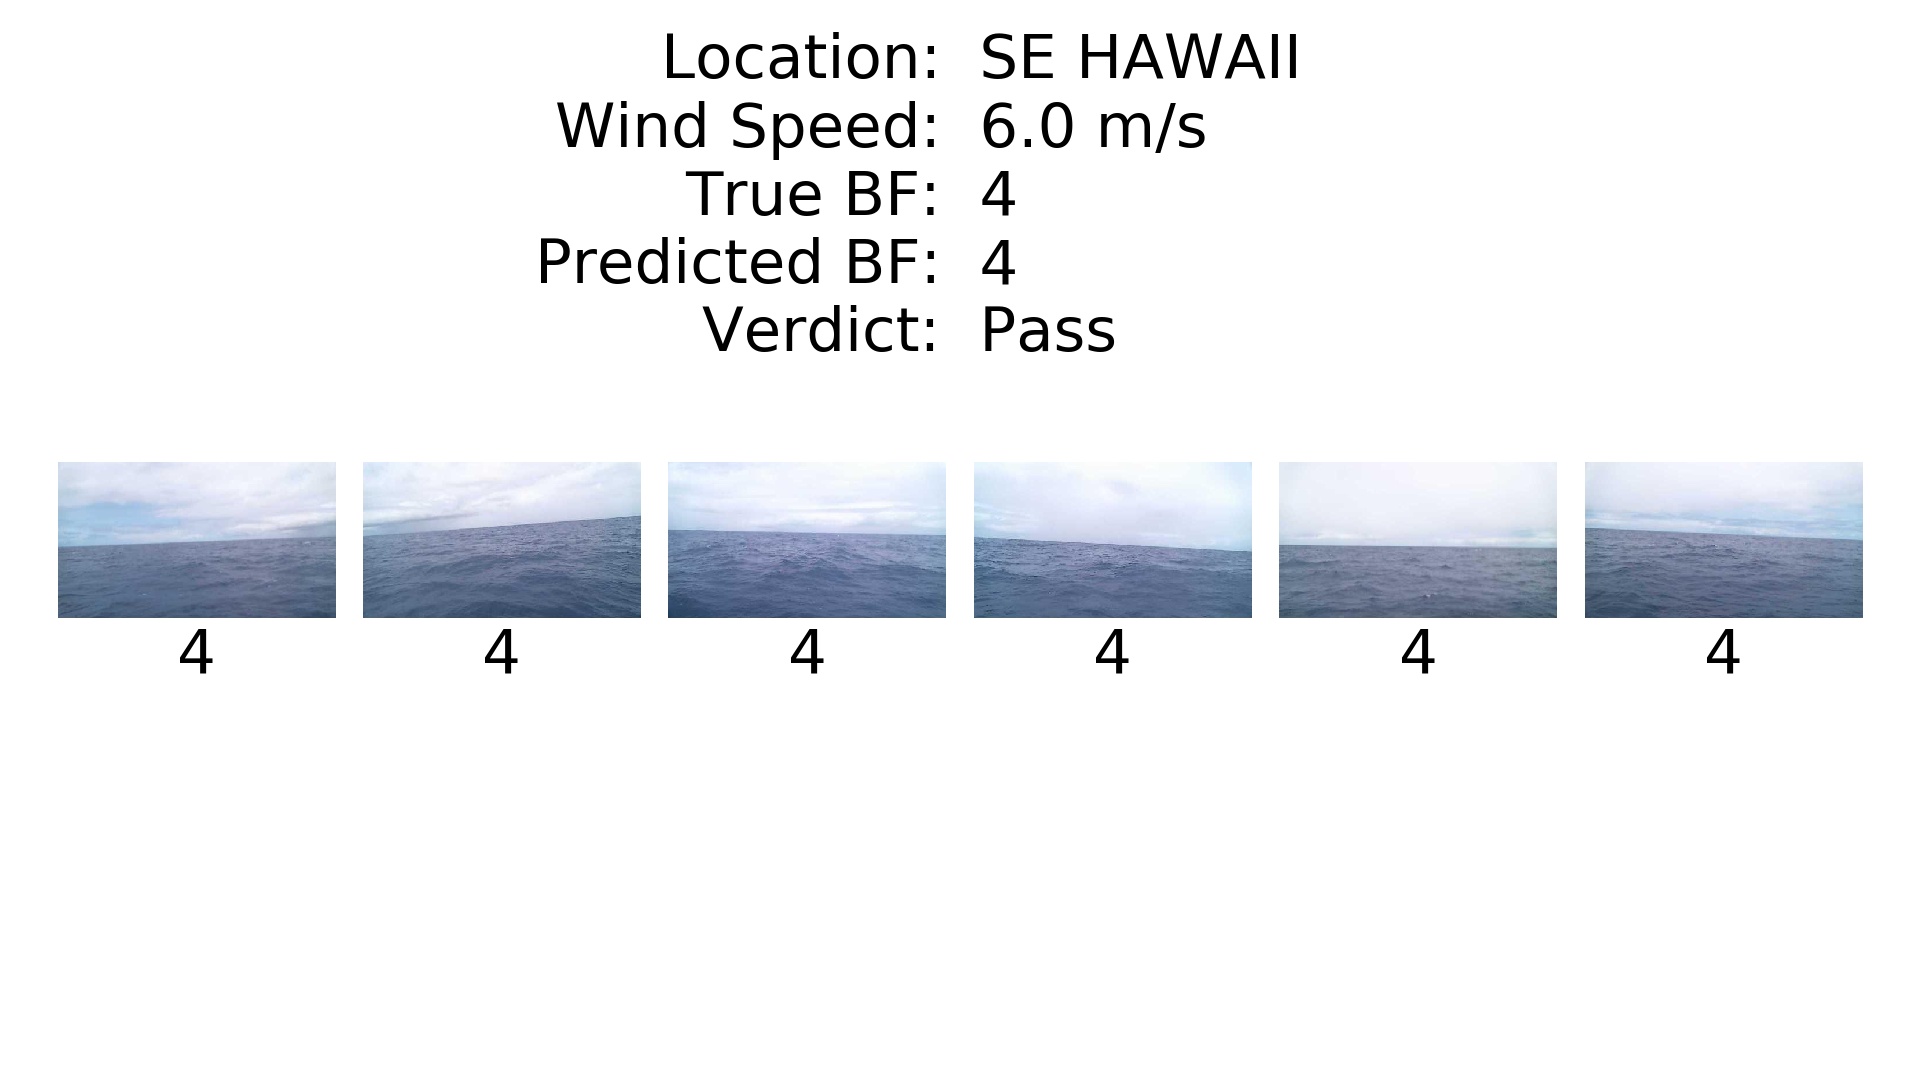 Location: SE HAWAII
Wind Speed: 6.0 m/s
True BF: 4
Predicted BF: 4
Verdict: Pass
4 4 4 4 4 4